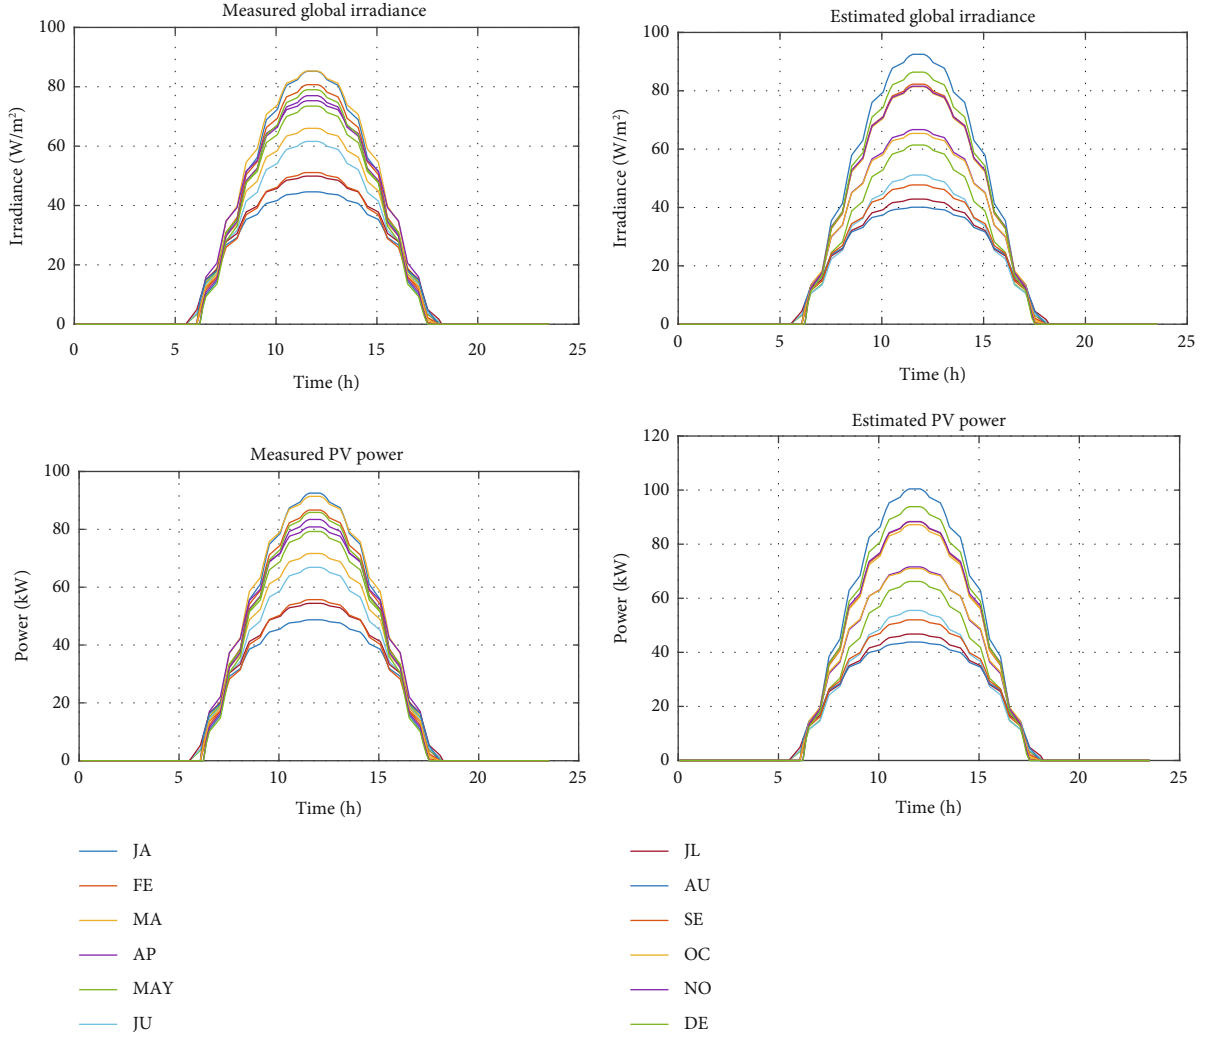 Measured global irradiance
100
80
60
40
20
0
Irradiance (W/m²)
0 5 10 15 20 25
Time (h)
Estimated global irradiance
100
80
60
40
20
0
Irradiance (W/m²)
0 5 10 15 20 25
Time (h)
Measured PV power
100
80
60
40
20
0
Power (kW)
0 5 10 15 20 25
Time (h)
Estimated PV power
120
100
80
60
40
20
0
Power (kW)
0 5 10 15 20 25
Time (h)
JA
FE
MA
AP
MAY
JU
JL
AU
SE
OC
NO
DE